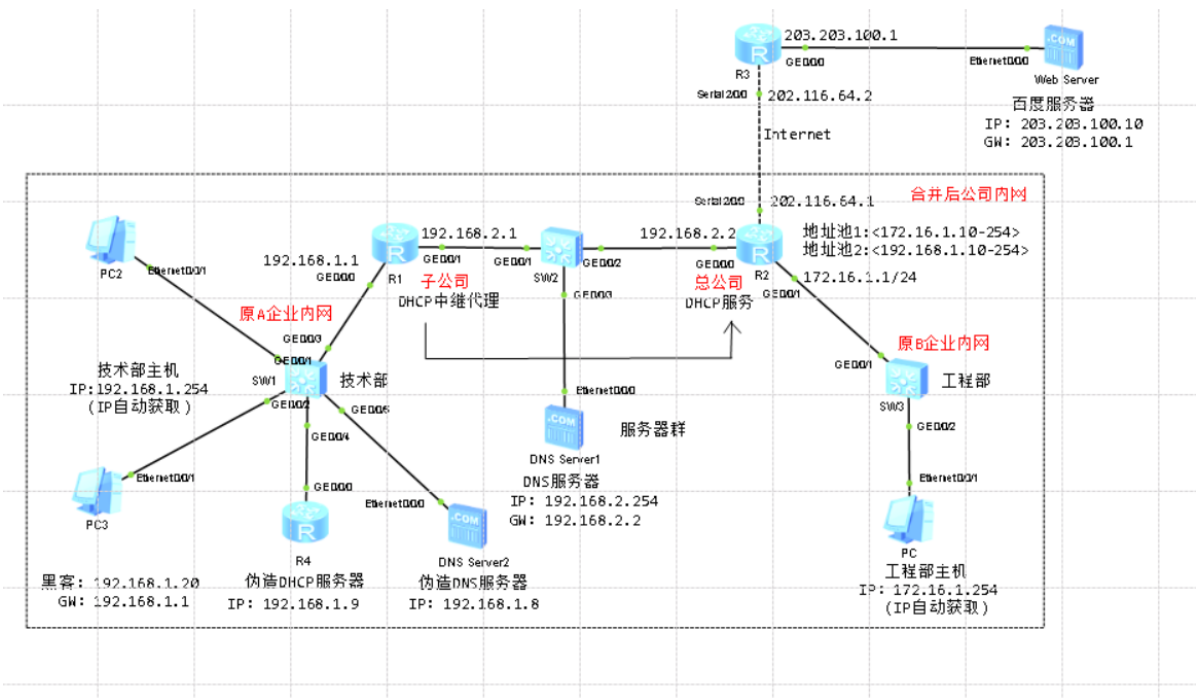 203.203.100.1
GE0/0/0
Ethernet0/0/0
R
R3
.COM
Web Server
Serial2/0/0
202.116.64.2
百度服务器
IP: 203.203.100.10
GW: 203.203.100.1
Internet
合并后公司内网
Serial2/0/0
202.116.64.1
192.168.2.1
192.168.2.2
地址池1:<172.16.1.10-254>
地址池2:<192.168.1.10-254>
R
R
GE0/0/1
GE0/0/1
GE0/0/2
GE0/0/0
PC2
Ethernet0/0/1
192.168.1.1
GE0/0/0
R1
SW2
R2
172.16.1.1/24
子公司
总公司
GE0/0/3
GE0/0/1
DHCP中继代理
DHCP服务
原A企业内网
GE0/0/3
原B企业内网
GE0/0/1
GE0/0/1
技术部主机
SW1
技术部
工程部
IP:192.168.1.254
(IP自动获取)
GE0/0/2
GE0/0/5
Ethernet0/0/0
SW3
GE0/0/4
.COM
服务器群
GE0/0/2
DNS Server1
Ethernet0/0/1
GE0/0/0
DNS服务器
Ethernet0/0/1
Ethernet0/0/0
IP: 192.168.2.254
GW: 192.168.2.2
PC3
R
.COM
R4
DNS Server2
PC
黑客: 192.168.1.20
伪造DHCP服务器
伪造DNS服务器
工程部主机
GW: 192.168.1.1
IP: 192.168.1.9
IP: 192.168.1.8
IP: 172.16.1.254
(IP自动获取)